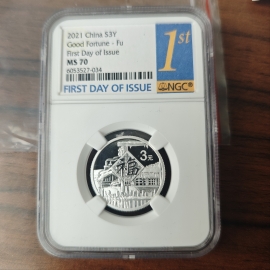 2021 China S3Y
Good Fortune - Fu
First Day of Issue
MS 70
6053527-034
1st
FIRST DAY OF ISSUE
NGC
3元
福